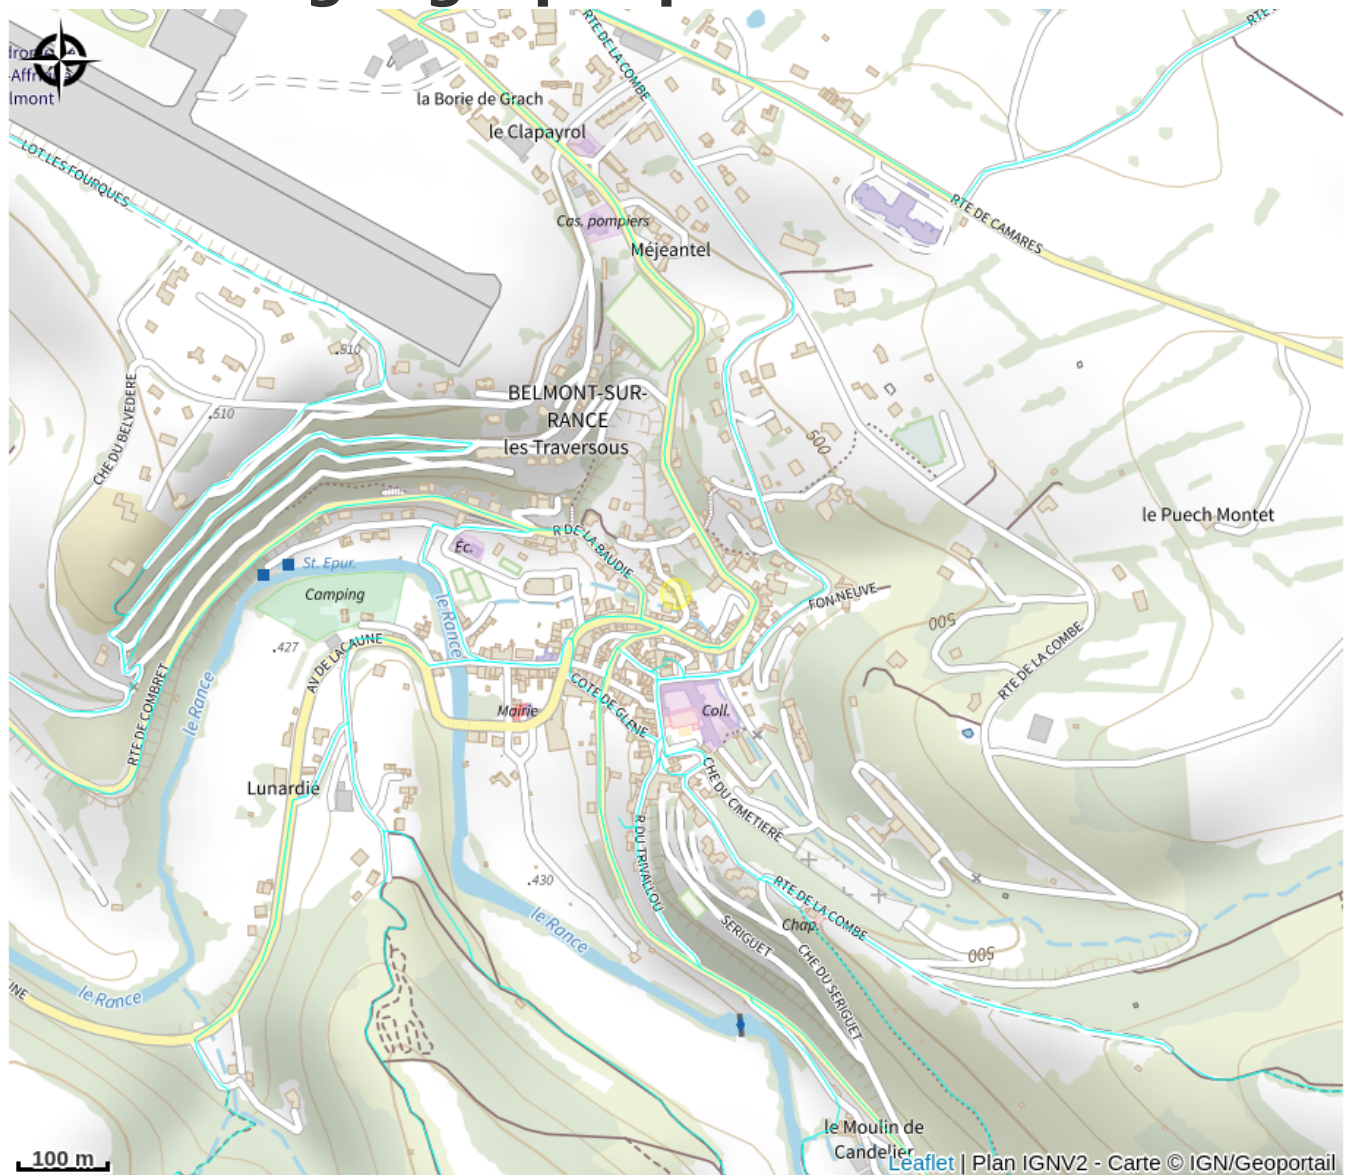 RTE DE LA COMBE
RTE
la Borie de Grach
le Clapayrol
lmont
LOT LES FOURQUES
Cas. pompiers
Méjeantel
RTE DE CAMARES
.510
.510
CHE DU BELVEDERE
BELMONT-SUR-
RANCE
les Traversous
500
le Puech Montet
R DE LA BAUDIE
Éc.
St. Epur.
Camping
le Rance
FON-NEUVE
500
.427
AV DE LACAUNE
RTE DE LA COMBE
RTE DE COMBRET
le Rance
COTE DE GLENE
Mairie
Coll.
Lunardié
CHE DU CIMETIERE
R DU TRIVALLOU
.430
RTE DE LA COMBE
le Rance
SERIGUET
Chap.
CHE DU SERIGUET
500
le Rance
le Moulin de
Candelier
100 m
Leaflet | Plan IGNV2 - Carte © IGN/Geoportail